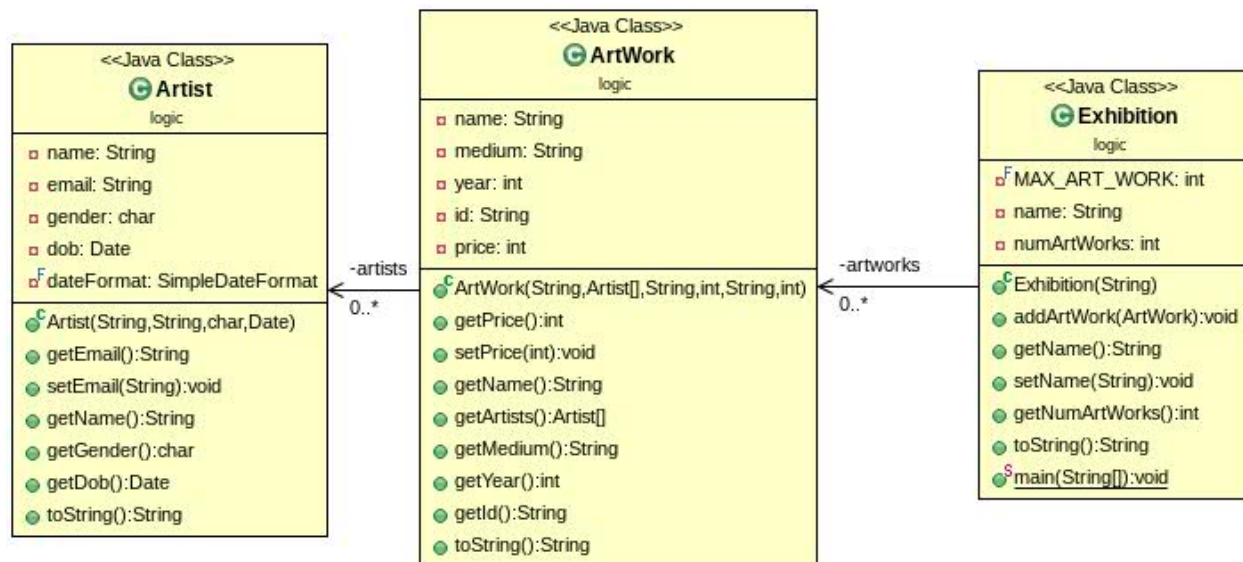 <<Java Class>>
Artist
logic
name: String
email: String
gender: char
dob: Date
F dateFormat: SimpleDateFormat
C Artist(String,String,char,Date)
getEmail():String
setEmail(String):void
getName():String
getGender():char
getDob():Date
toString():String
-artists
0..*
<<Java Class>>
ArtWork
logic
name: String
medium: String
year: int
id: String
price: int
C ArtWork(String,Artist[],String,int,String,int)
getPrice():int
setPrice(int):void
getName():String
getArtists():Artist[]
getMedium():String
getYear():int
getId():String
toString():String
-artworks
0..*
<<Java Class>>
Exhibition
logic
F MAX_ART_WORK: int
name: String
numArtWorks: int
C Exhibition(String)
addArtWork(ArtWork):void
getName():String
setName(String):void
getNumArtWorks():int
toString():String
S main(String[]):void